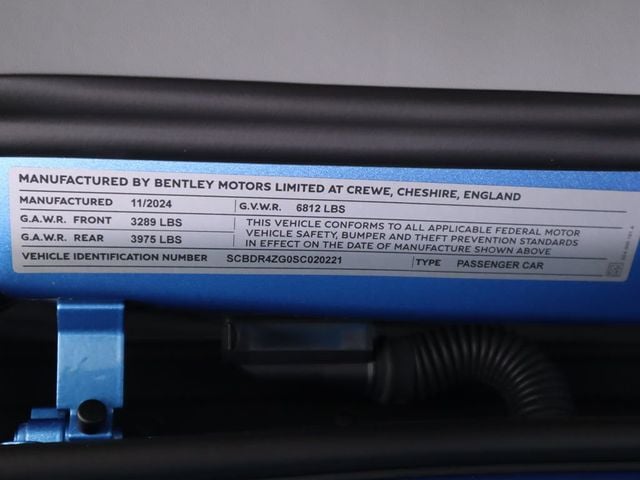 MANUFACTURED BY BENTLEY MOTORS LIMITED AT CREWE, CHESHIRE, ENGLAND
MANUFACTURED 11/2024 G.V.W.R. 6812 LBS
G.A.W.R. FRONT 3289 LBS
G.A.W.R. REAR 3975 LBS
THIS VEHICLE CONFORMS TO ALL APPLICABLE FEDERAL MOTOR
VEHICLE SAFETY, BUMPER AND THEFT PREVENTION STANDARDS
IN EFFECT ON THE DATE OF MANUFACTURE SHOWN ABOVE
VEHICLE IDENTIFICATION NUMBER SCBDR4ZG0SC020221 TYPE PASSENGER CAR